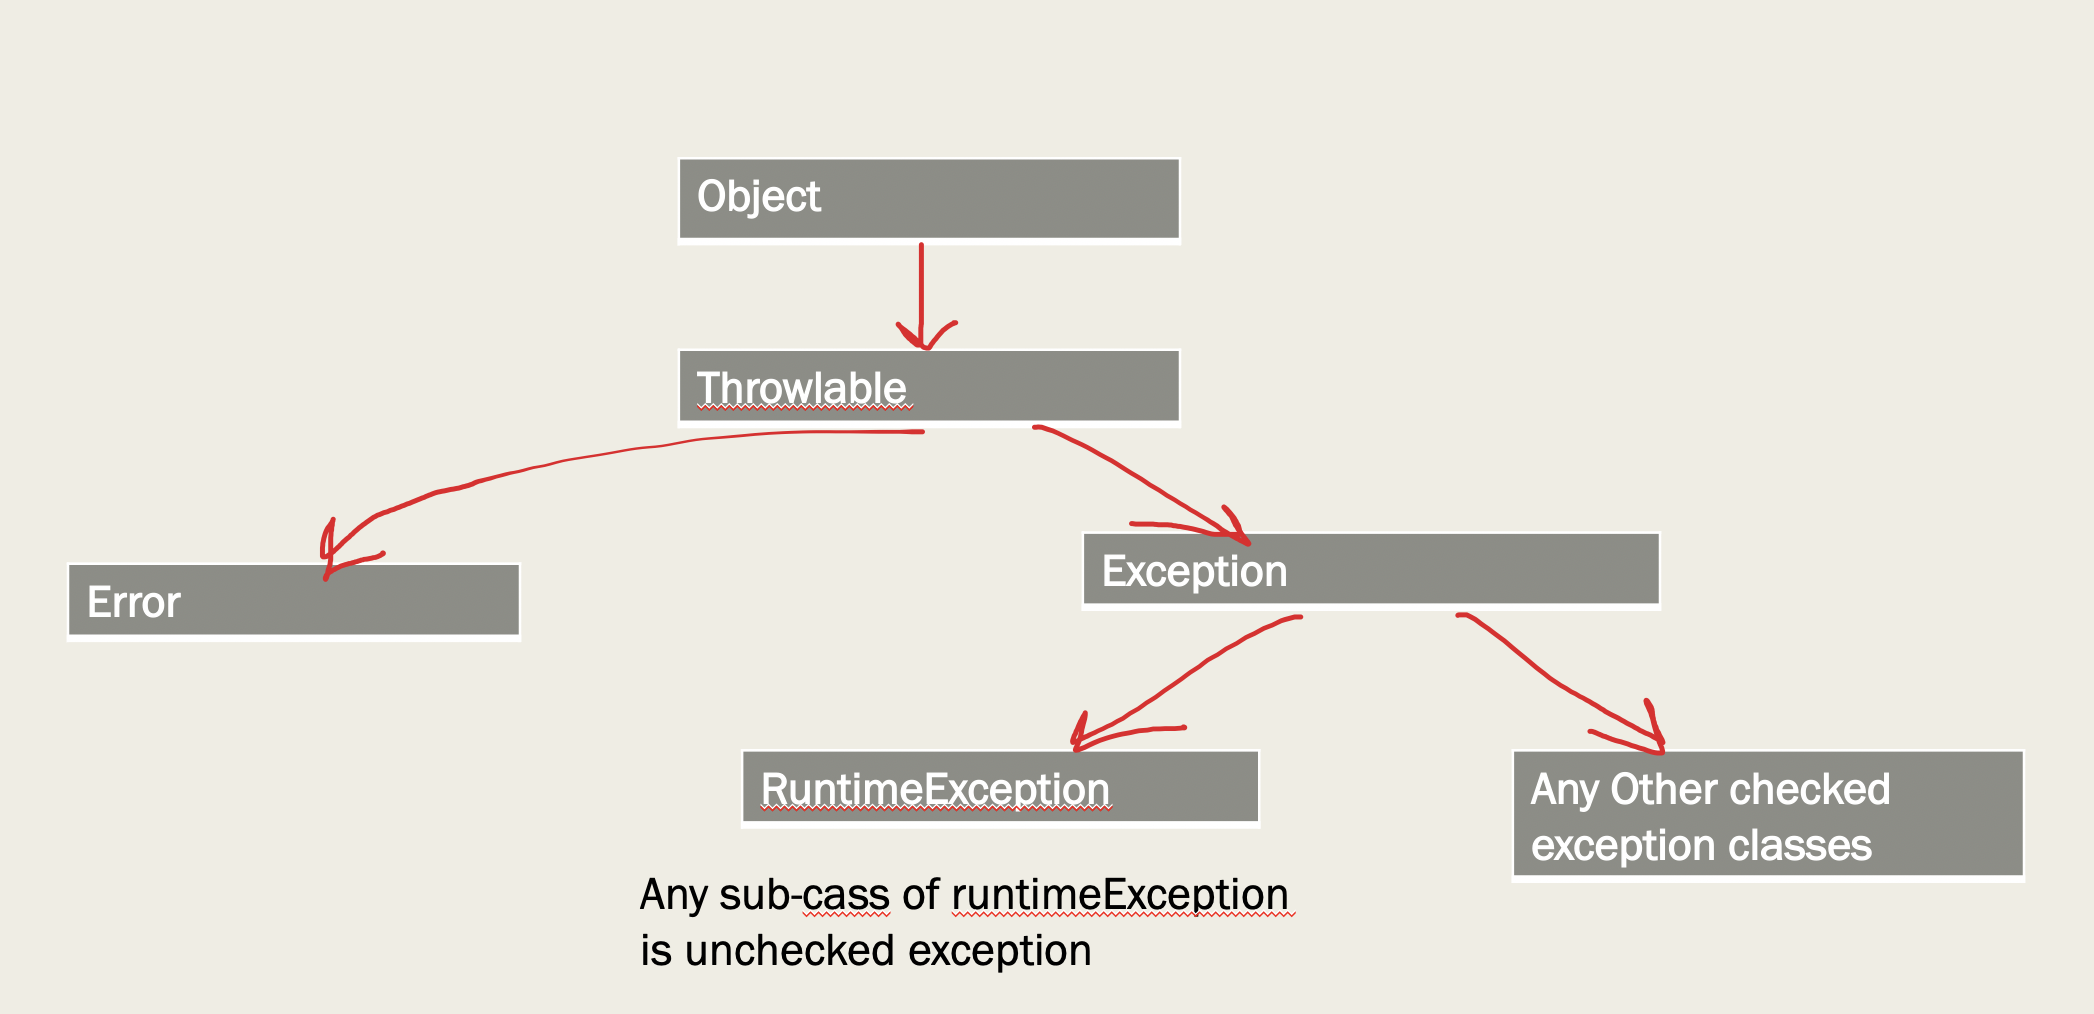 Object
Throwlable
Error
Exception
RuntimeException
Any Other checked
exception classes
Any sub-cass of runtimeException
is unchecked exception